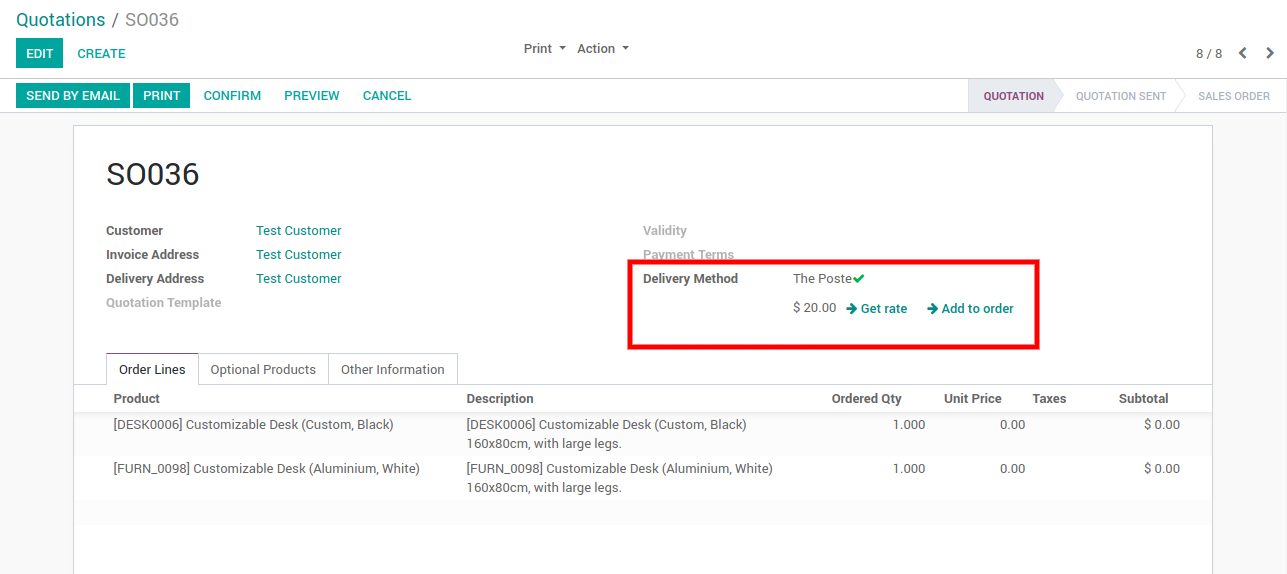 Quotations / SO036
EDIT CREATE Print Action 8 / 8
SEND BY EMAIL PRINT CONFIRM PREVIEW CANCEL QUOTATION QUOTATION SENT SALES ORDER
SO036
Customer Test Customer Validity
Invoice Address Test Customer Payment Terms
Delivery Address Test Customer Delivery Method The Poste
Quotation Template $ 20.00 Get rate Add to order
Order Lines Optional Products Other Information
Product Description Ordered Qty Unit Price Taxes Subtotal
[DESK0006] Customizable Desk (Custom, Black) [DESK0006] Customizable Desk (Custom, Black) 1.000 0.00 $ 0.00
160x80cm, with large legs.
[FURN_0098] Customizable Desk (Aluminium, White) [FURN_0098] Customizable Desk (Aluminium, White) 1.000 0.00 $ 0.00
160x80cm, with large legs.